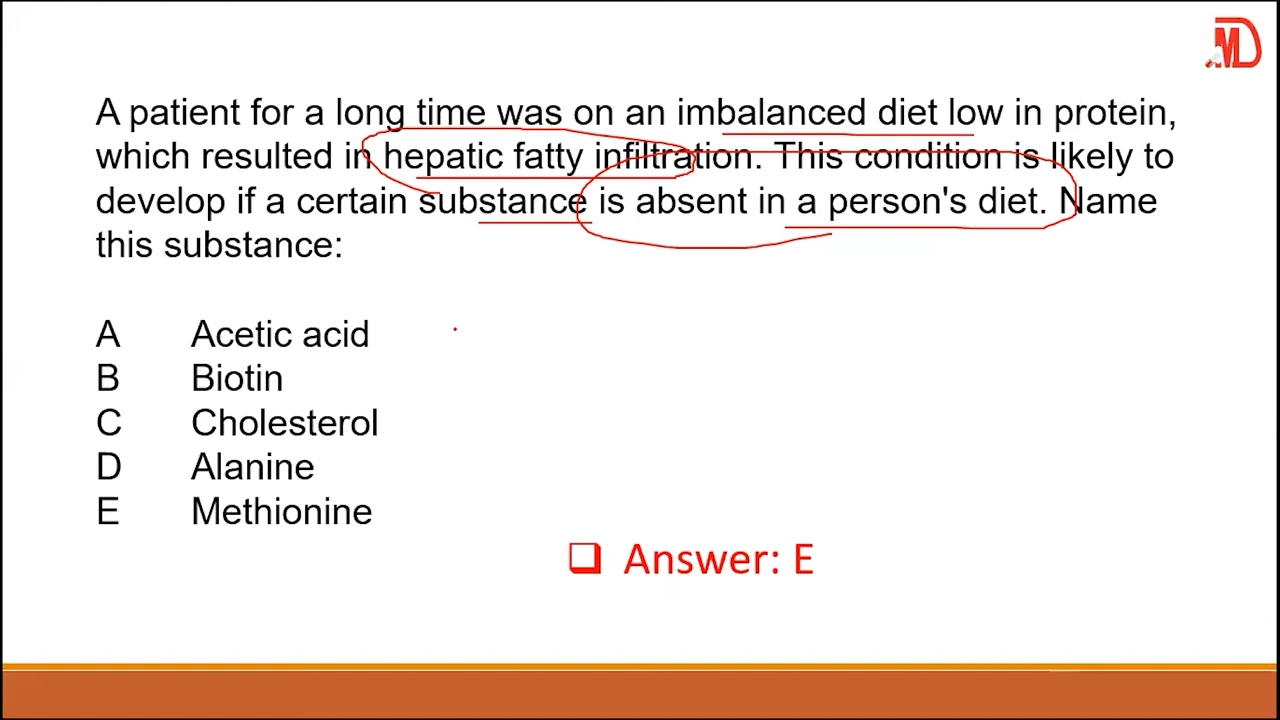 MD
A patient for a long time was on an imbalanced diet low in protein,
which resulted in hepatic fatty infiltration. This condition is likely to
develop if a certain substance is absent in a person's diet. Name
this substance:
A Acetic acid
B Biotin
C Cholesterol
D Alanine
E Methionine
❑ Answer: E